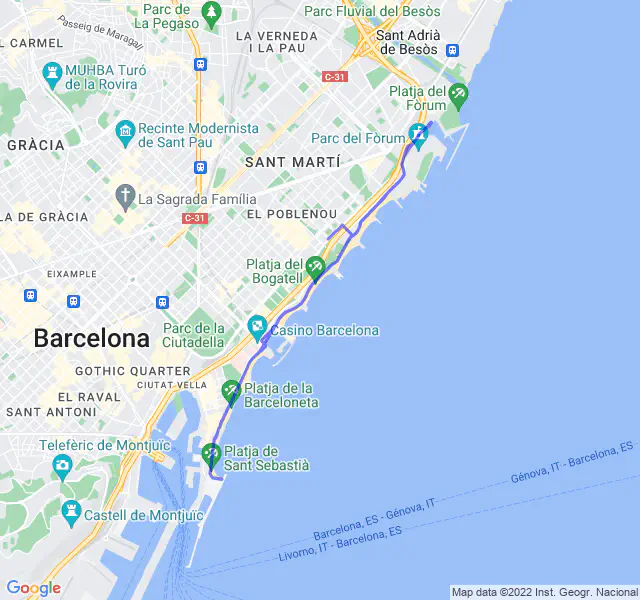 Parc de
La Pegaso
Parc Fluvial del Besòs
Passeig de Maragall
LA VERNEDA
I LA PAU
Sant Adrià
de Besòs
EL CARMEL
MUHBA Turó
de la Rovira
C-31
Platja del
Fòrum
GRÀCIA
Recinte Modernista
de Sant Pau
Parc del Fòrum
SANT MARTÍ
La Sagrada Família
LA DE GRÀCIA
C-31
EL POBLENOU
EIXAMPLE
Platja del
Bogatell
Parc de la
Ciutadella
Casino Barcelona
Barcelona
GOTHIC QUARTER
CIUTAT VELLA
EL RAVAL
SANT ANTONI
Platja de la
Barceloneta
Telefèric de Montjuïc
Platja de
Sant Sebastià
Génova, IT - Barcelona, ES
Castell de Montjuïc
Barcelona, ES - Génova, IT
Livorno, IT - Barcelona, ES
Google
Map data ©2022 Inst. Geogr. Nacional